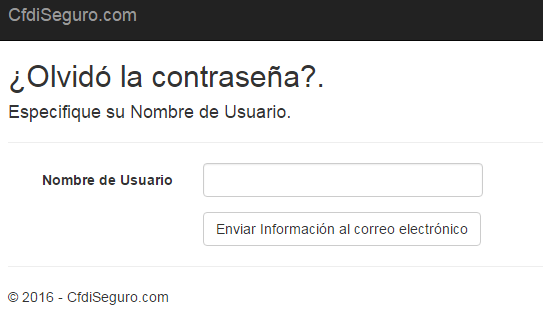 CfdiSeguro.com
¿Olvidó la contraseña?.
Especifique su Nombre de Usuario.
Nombre de Usuario
Enviar Información al correo electrónico
© 2016 - CfdiSeguro.com